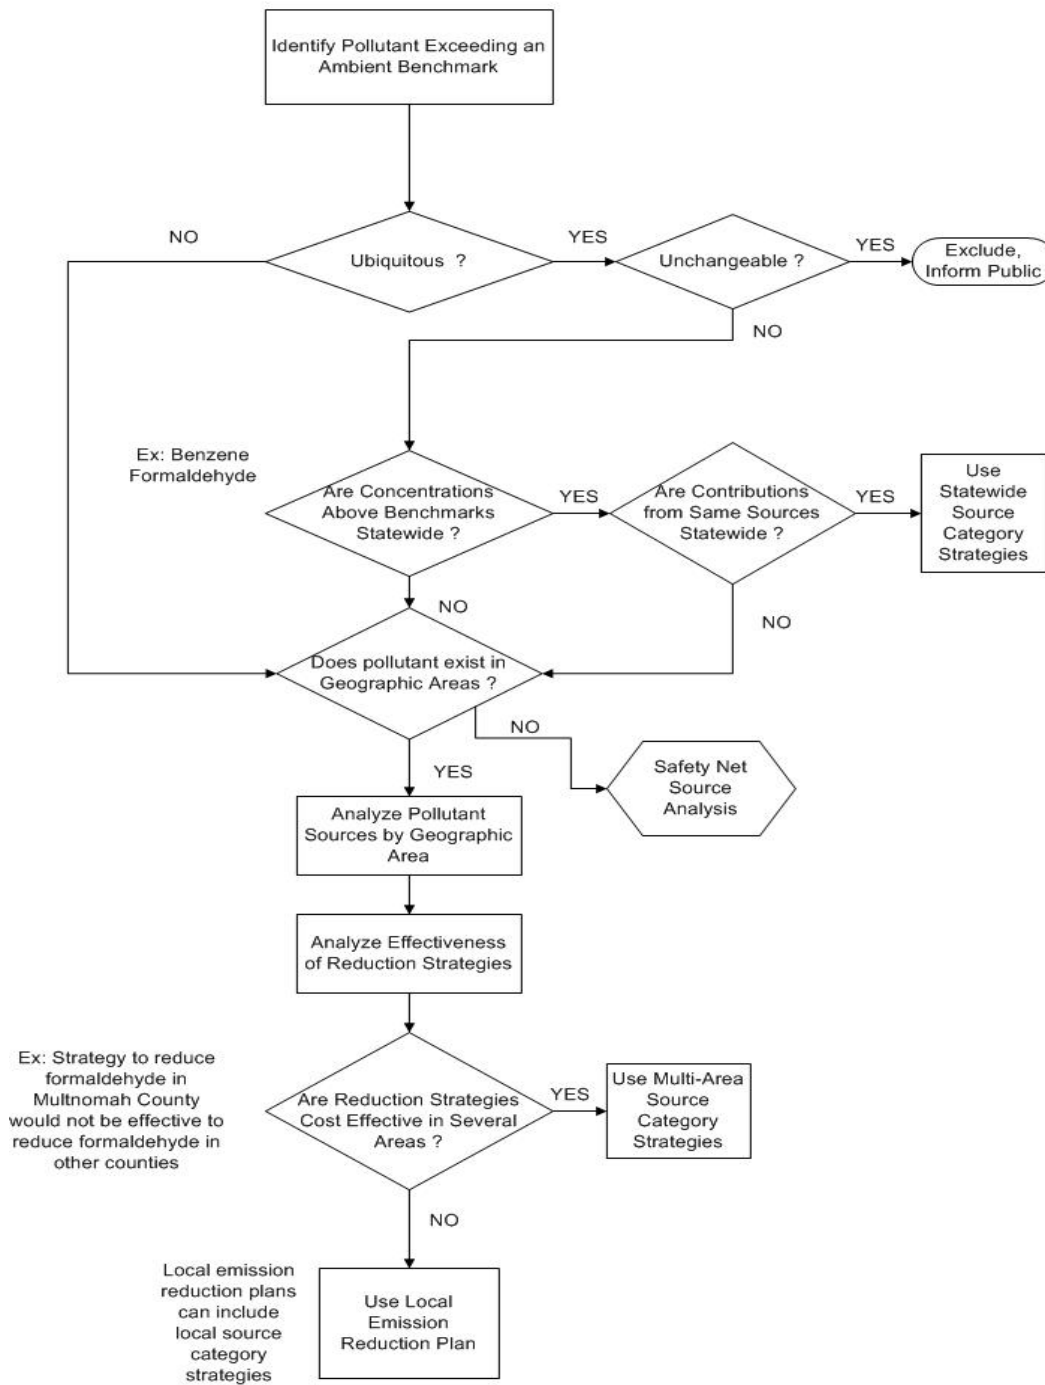 Identify Pollutant Exceeding an
Ambient Benchmark
NO
Ubiquitous ?
YES
Unchangeable ?
YES
Exclude,
Inform Public
NO
Ex: Benzene
Formaldehyde
Are Concentrations
Above Benchmarks
Statewide ?
YES
Are Contributions
from Same Sources
Statewide ?
YES
Use
Statewide
Source
Category
Strategies
NO
NO
Does pollutant exist in
Geographic Areas ?
NO
YES
Safety Net
Source
Analysis
Analyze Pollutant
Sources by Geographic
Area
Analyze Effectiveness
of Reduction Strategies
Ex: Strategy to reduce
formaldehyde in
Multnomah County
would not be effective to
reduce formaldehyde in
other counties
Are Reduction Strategies
Cost Effective in Several
Areas ?
YES
Use Multi-Area
Source
Category
Strategies
NO
Local emission
reduction plans
can include
local source
category
strategies
Use Local
Emission
Reduction Plan